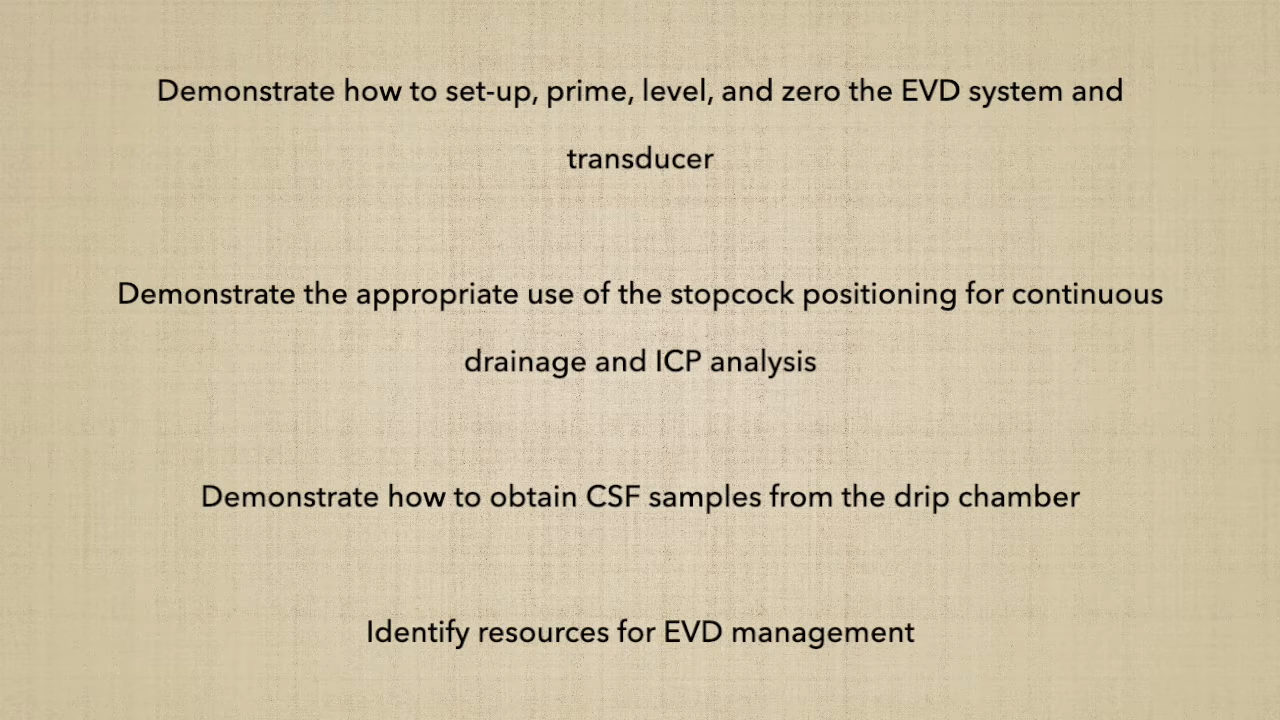 Demonstrate how to set-up, prime, level, and zero the EVD system and
transducer
Demonstrate the appropriate use of the stopcock positioning for continuous
drainage and ICP analysis
Demonstrate how to obtain CSF samples from the drip chamber
Identify resources for EVD management